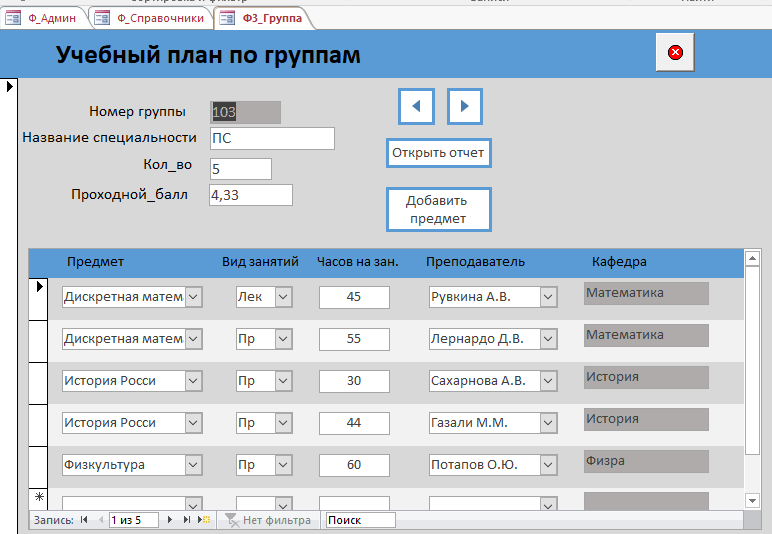 Ф_Админ Ф_Справочники Ф3_Группа
Учебный план по группам
Номер группы 103
Название специальности ПС
Кол_во 5
Проходной_балл 4,33
Открыть отчет
Добавить
предмет
Предмет Вид занятий Часов на зан. Преподаватель Кафедра
Дискретная матем Лек 45 Рувкина А.В. Математика
Дискретная матем Пр 55 Лернардо Д.В. Математика
История Росси Пр 30 Сахарнова А.В. История
История Росси Пр 44 Газали М.М. История
Физкультура Пр 60 Потапов О.Ю. Физра
Запись: 1 из 5 Нет фильтра Поиск